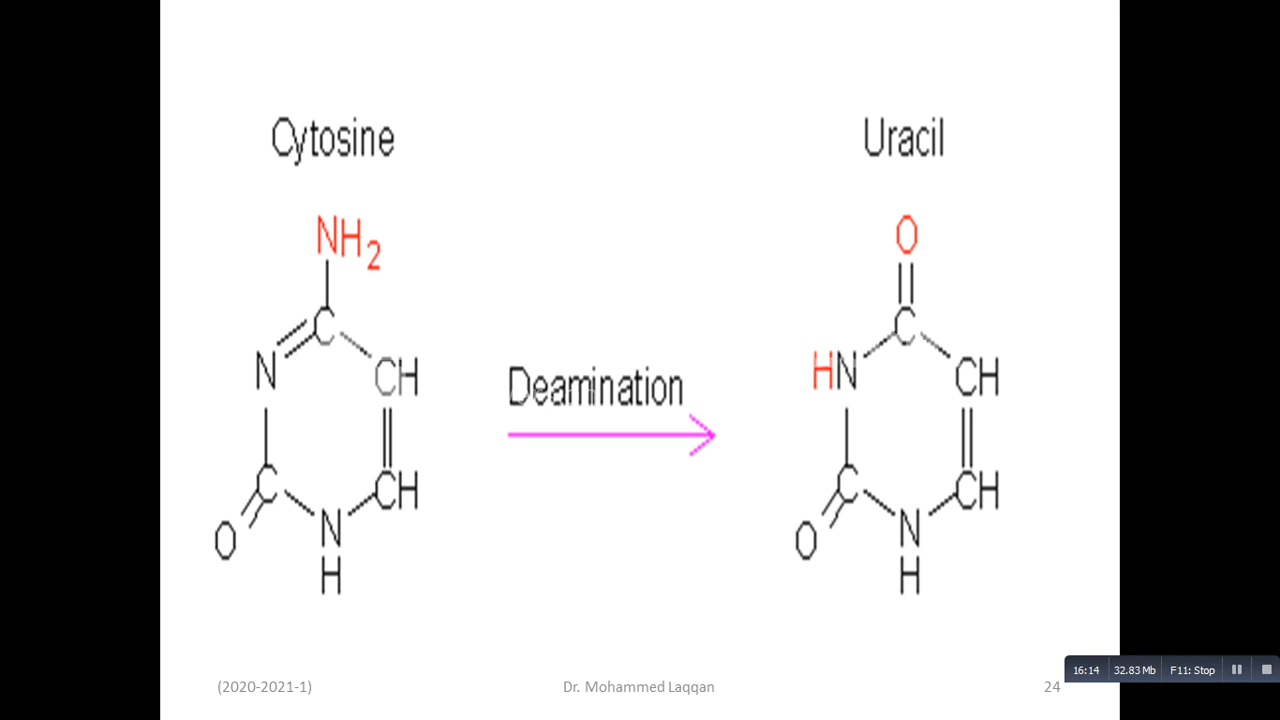 Cytosine
Uracil
NH2
O
C
C
N
CH
HN
CH
Deamination
C
CH
C
CH
O
N
O
N
H
H
(2020-2021-1)
Dr. Mohammed Laqqan
24
16:14
32.83 Mb
F11: Stop